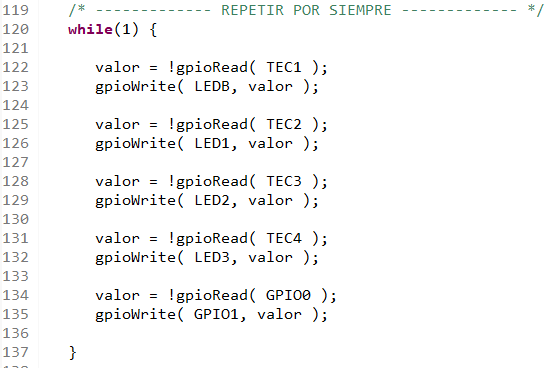 119 /* ------------- REPETIR POR SIEMPRE ------------- */
120 while(1) {
121
122 valor = !gpioRead( TEC1 );
123 gpioWrite( LEDB, valor );
124
125 valor = !gpioRead( TEC2 );
126 gpioWrite( LED1, valor );
127
128 valor = !gpioRead( TEC3 );
129 gpioWrite( LED2, valor );
130
131 valor = !gpioRead( TEC4 );
132 gpioWrite( LED3, valor );
133
134 valor = !gpioRead( GPIO0 );
135 gpioWrite( GPIO1, valor );
136
137 }